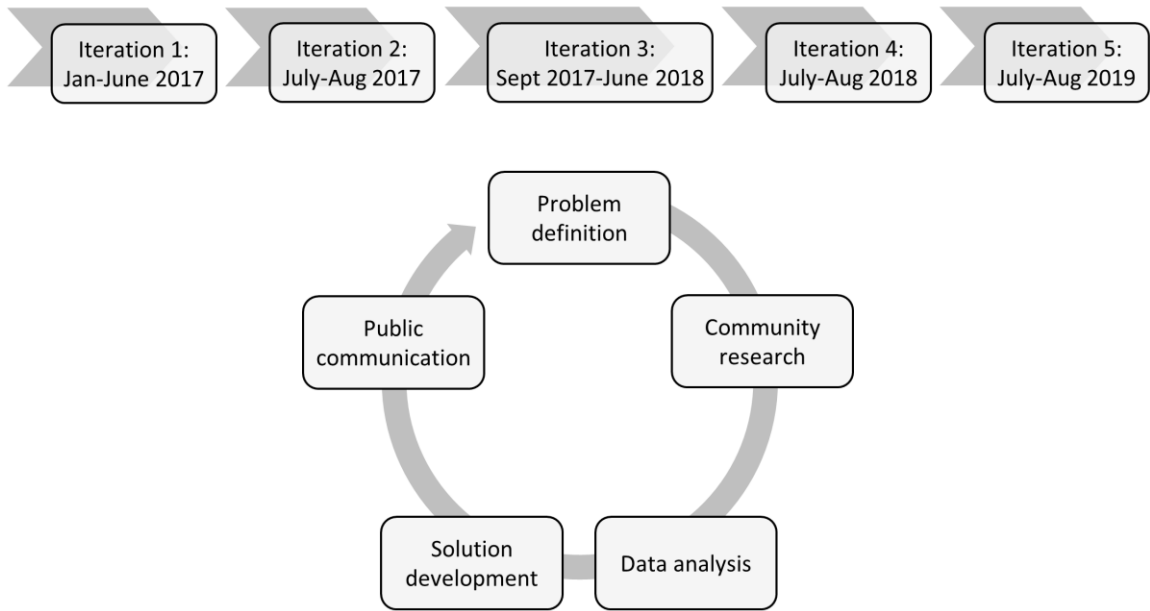 Iteration 1:
Jan-June 2017
Iteration 2:
July-Aug 2017
Iteration 3:
Sept 2017-June 2018
Iteration 4:
July-Aug 2018
Iteration 5:
July-Aug 2019
Problem
definition
Community
research
Data analysis
Solution
development
Public
communication